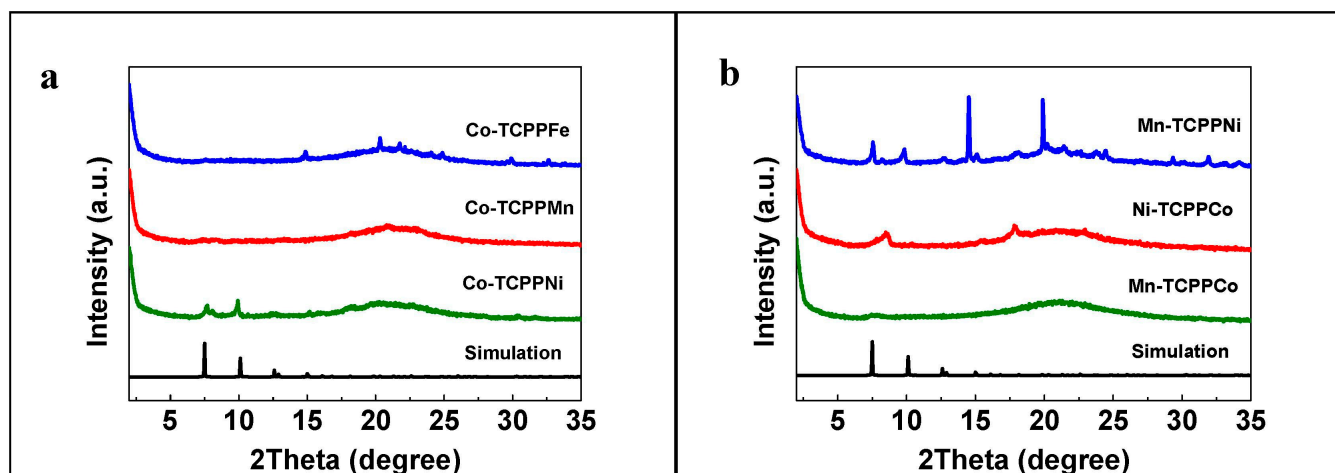 a
Co-TCPPFe
Co-TCPPMn
Co-TCPPNi
Simulation
Intensity (a.u.)
5 10 15 20 25 30 35
2Theta (degree)
b
Mn-TCPPNi
Ni-TCPPCo
Mn-TCPPCo
Simulation
Intensity (a.u.)
5 10 15 20 25 30 35
2Theta (degree)